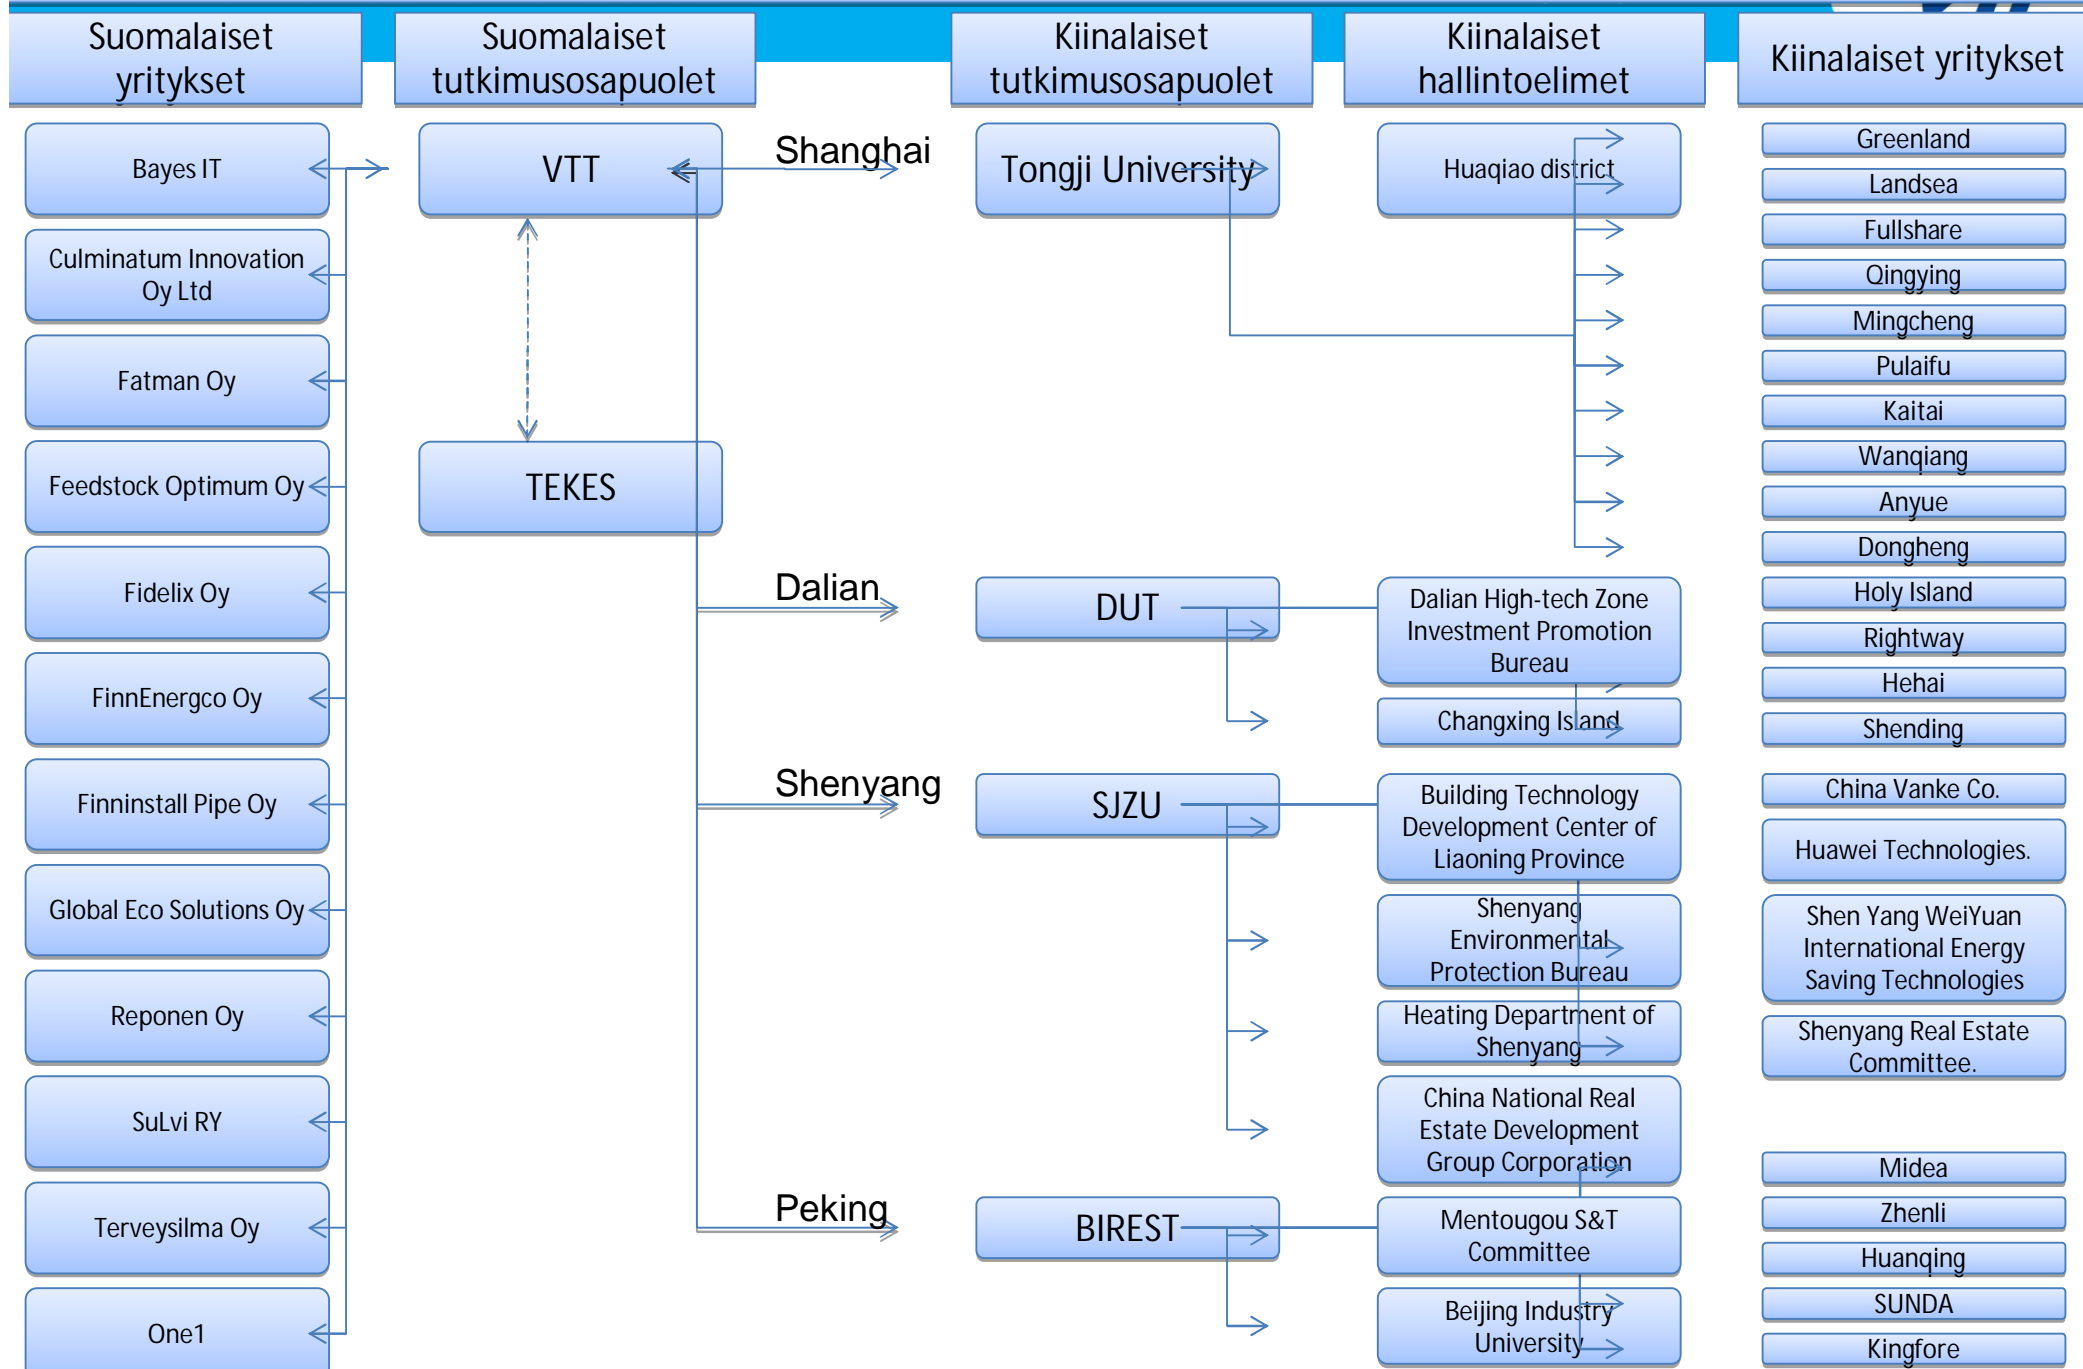 Suomalaiset
yritykset
Suomalaiset
tutkimusosapuolet
Kiinalaiset
tutkimusosapuolet
Kiinalaiset
hallintoelimet
Kiinalaiset yritykset
Bayes IT
Culminatum Innovation
Oy Ltd
Fatman Oy
Feedstock Optimum Oy
Fidelix Oy
FinnEnergco Oy
Finninstall Pipe Oy
Global Eco Solutions Oy
Reponen Oy
SuLvi RY
Terveysilma Oy
One1
VTT
TEKES
Shanghai
Dalian
Shenyang
Peking
Tongji University
DUT
SJZU
BIREST
Huaqiao district
Dalian High-tech Zone
Investment Promotion
Bureau
Changxing Island
Building Technology
Development Center of
Liaoning Province
Shenyang
Environmental
Protection Bureau
Heating Department of
Shenyang
China National Real
Estate Development
Group Corporation
Mentougou S&T
Committee
Beijing Industry
University
Greenland
Landsea
Fullshare
Qingying
Mingcheng
Pulaifu
Kaitai
Wanqiang
Anyue
Dongheng
Holy Island
Rightway
Hehai
Shending
China Vanke Co.
Huawei Technologies.
Shen Yang WeiYuan
International Energy
Saving Technologies
Shenyang Real Estate
Committee.
Midea
Zhenli
Huanqing
SUNDA
Kingfore